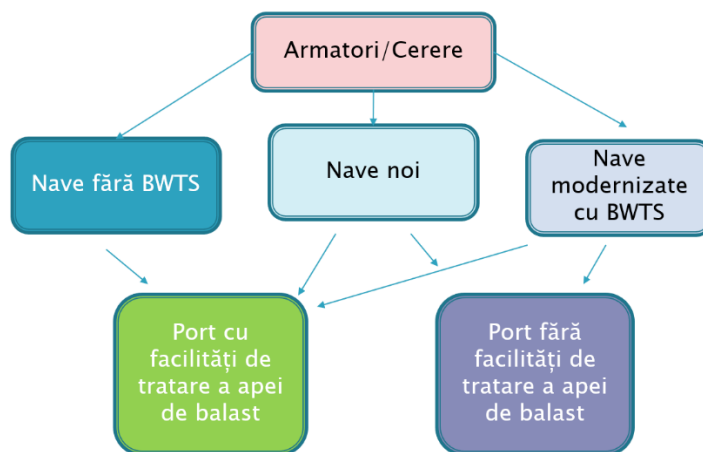 Armatori/Cerere
Nave fără BWTS
Nave noi
Nave
modernizate
cu BWTS
Port cu
facilități de
tratare a apei
de balast
Port fără
facilități de
tratare a apei
de balast